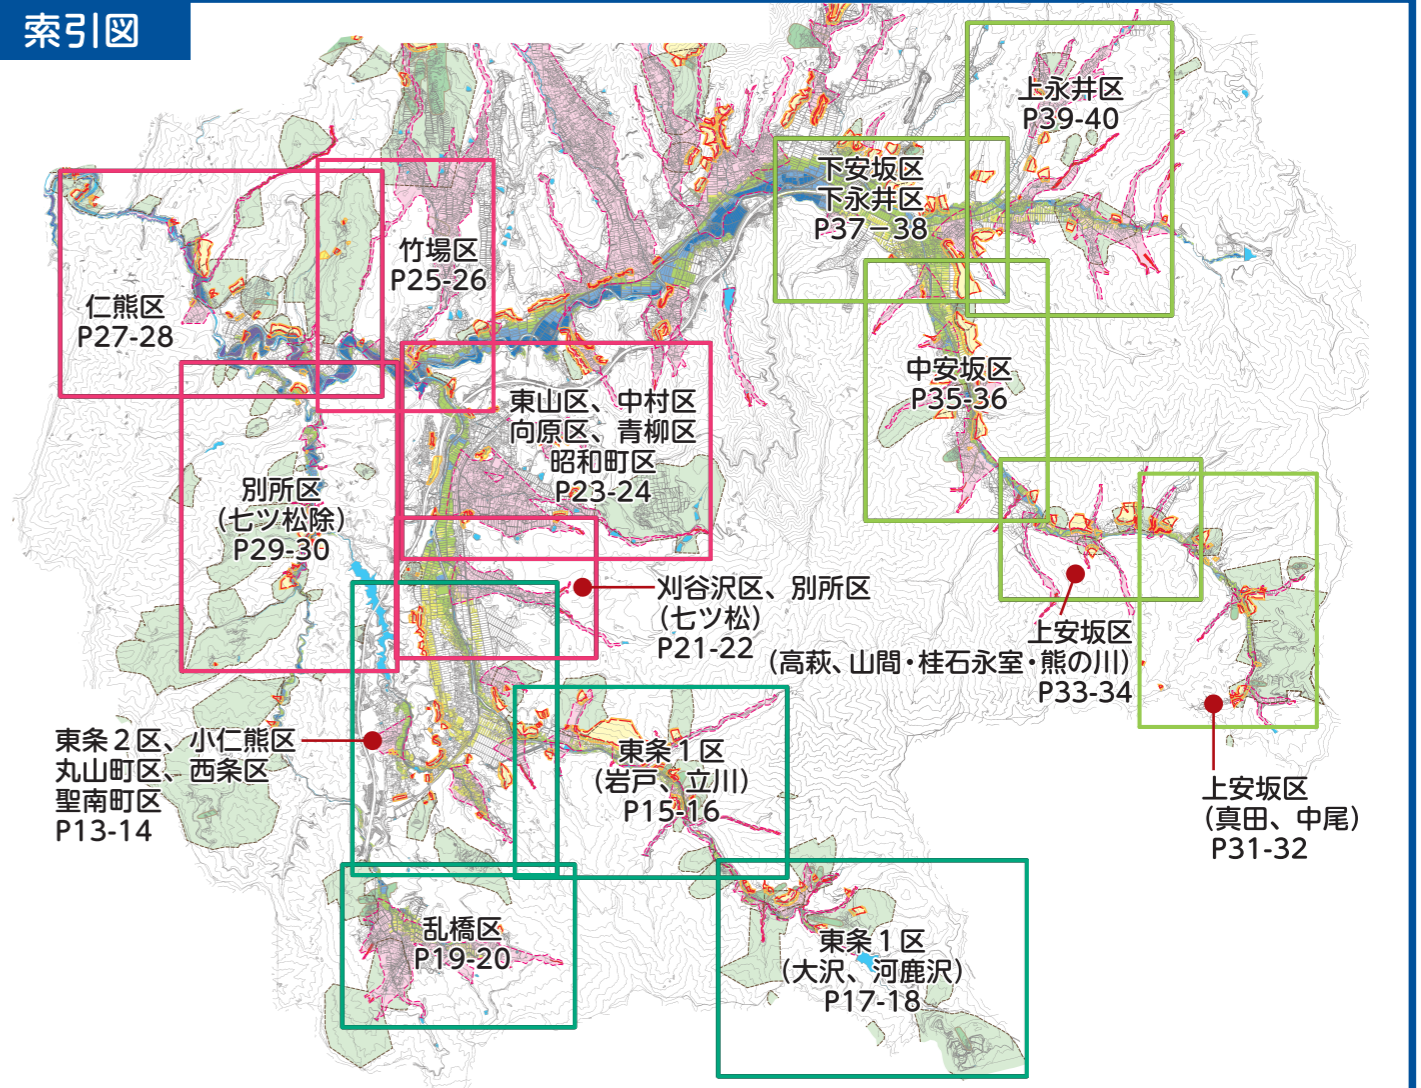 索引図
上永井区
P39-40
下安坂区
下永井区
P37－38
竹場区
P25-26
仁熊区
P27-28
中安坂区
P35-36
東山区、中村区
向原区、青柳区
昭和町区
P23-24
別所区
（七ツ松除）
P29-30
刈谷沢区、別所区
（七ツ松）
P21-22
上安坂区
（高萩、山間・桂石永室・熊の川）
P33-34
東条２区、小仁熊区
丸山町区、西条区
聖南町区
P13-14
東条１区
（岩戸、立川）
P15-16
上安坂区
（真田、中尾）
P31-32
乱橋区
P19-20
東条１区
（大沢、河鹿沢）
P17-18